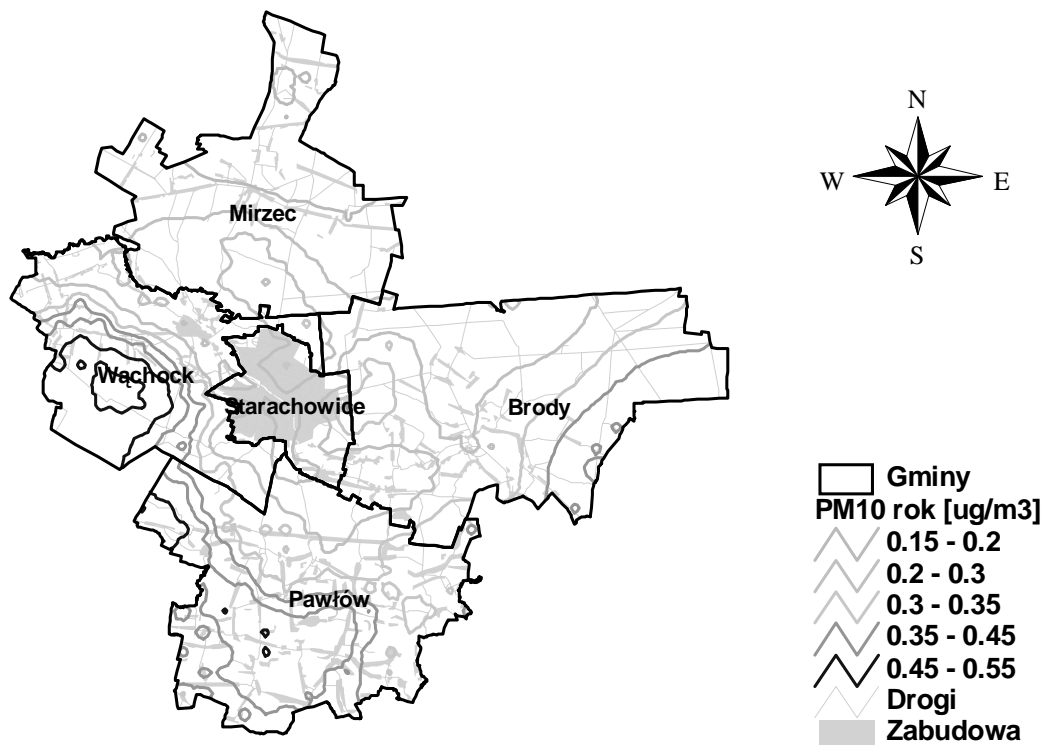 N
W
E
S
Mirzec
Wąchock
Starachowice
Brody
Pawłów
Gminy
PM10 rok [ug/m3]
0.15 - 0.2
0.2 - 0.3
0.3 - 0.35
0.35 - 0.45
0.45 - 0.55
Drogi
Zabudowa